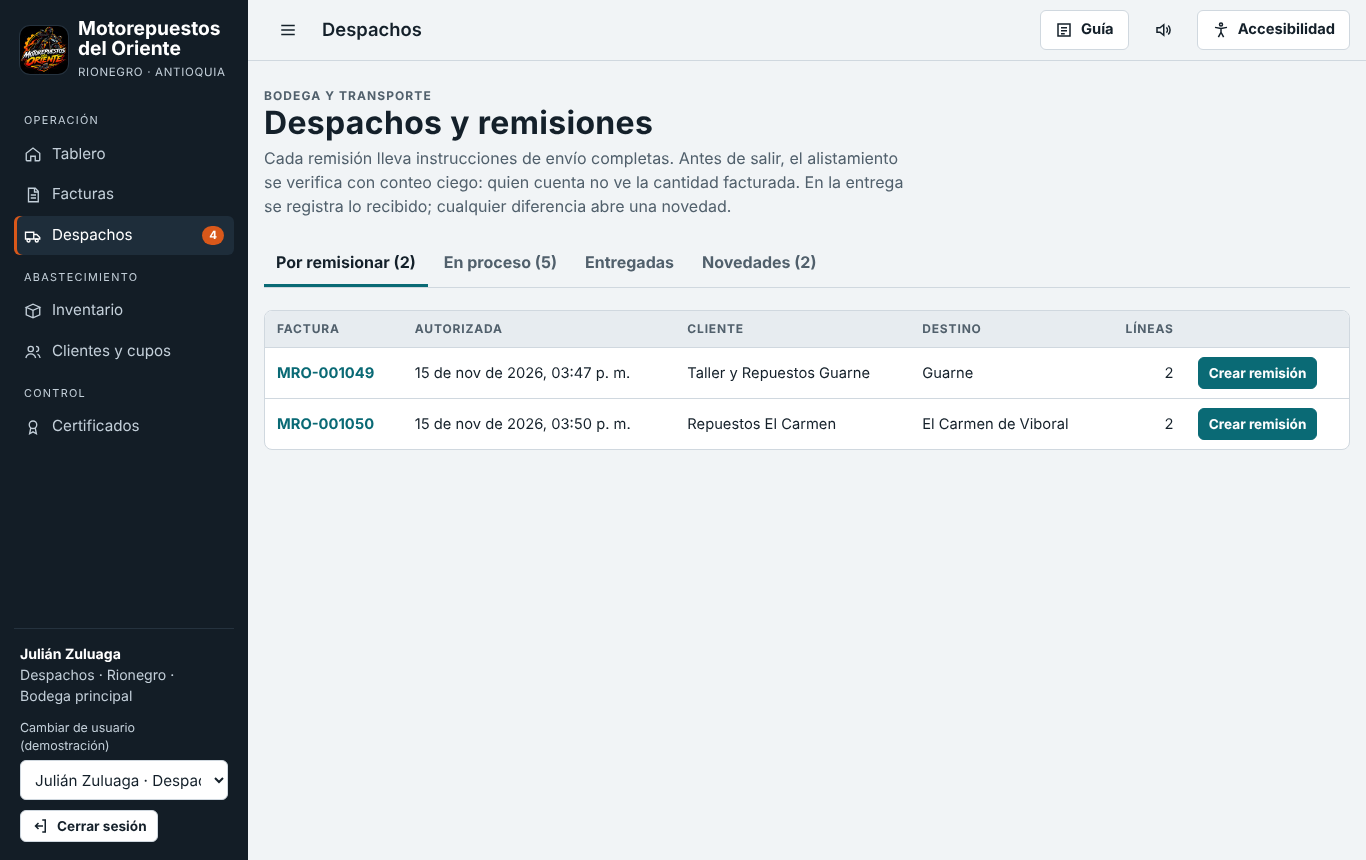 MOTOREPUESTOS
ORIENTE
Motorepuestos
del Oriente
RIONEGRO · ANTIOQUIA
OPERACIÓN
Tablero
Facturas
Despachos 4
ABASTECIMIENTO
Inventario
Clientes y cupos
CONTROL
Certificados
Julián Zuluaga
Despachos · Rionegro ·
Bodega principal
Cambiar de usuario
(demostración)
Julián Zuluaga · Despac
Cerrar sesión
Despachos
Guía
Accesibilidad
BODEGA Y TRANSPORTE
Despachos y remisiones
Cada remisión lleva instrucciones de envío completas. Antes de salir, el alistamiento
se verifica con conteo ciego: quien cuenta no ve la cantidad facturada. En la entrega
se registra lo recibido; cualquier diferencia abre una novedad.
Por remisionar (2) En proceso (5) Entregadas Novedades (2)
FACTURA AUTORIZADA CLIENTE DESTINO LÍNEAS
MRO-001049 15 de nov de 2026, 03:47 p. m. Taller y Repuestos Guarne Guarne 2 Crear remisión
MRO-001050 15 de nov de 2026, 03:50 p. m. Repuestos El Carmen El Carmen de Viboral 2 Crear remisión